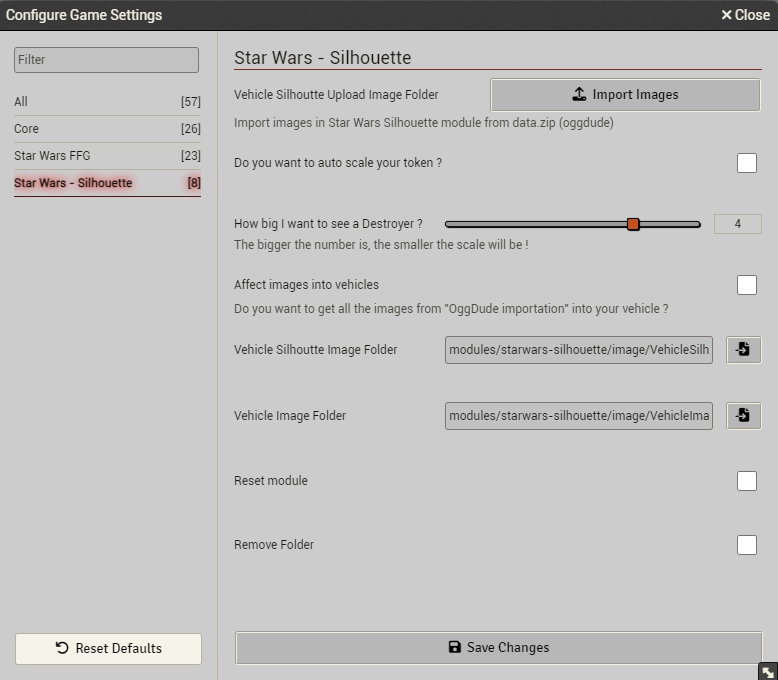 Configure Game Settings
Close
Filter
All [57]
Core [26]
Star Wars FFG [23]
Star Wars - Silhouette [8]
Reset Defaults
Star Wars - Silhouette
Vehicle Silhoutte Upload Image Folder
Import Images
Import images in Star Wars Silhouette module from data.zip (oggdude)
Do you want to auto scale your token ?
How big I want to see a Destroyer ? 4
The bigger the number is, the smaller the scale will be !
Affect images into vehicles
Do you want to get all the images from "OggDude importation" into your vehicle ?
Vehicle Silhoutte Image Folder modules/starwars-silhouette/image/VehicleSilh
Vehicle Image Folder modules/starwars-silhouette/image/VehicleIma
Reset module
Remove Folder
Save Changes